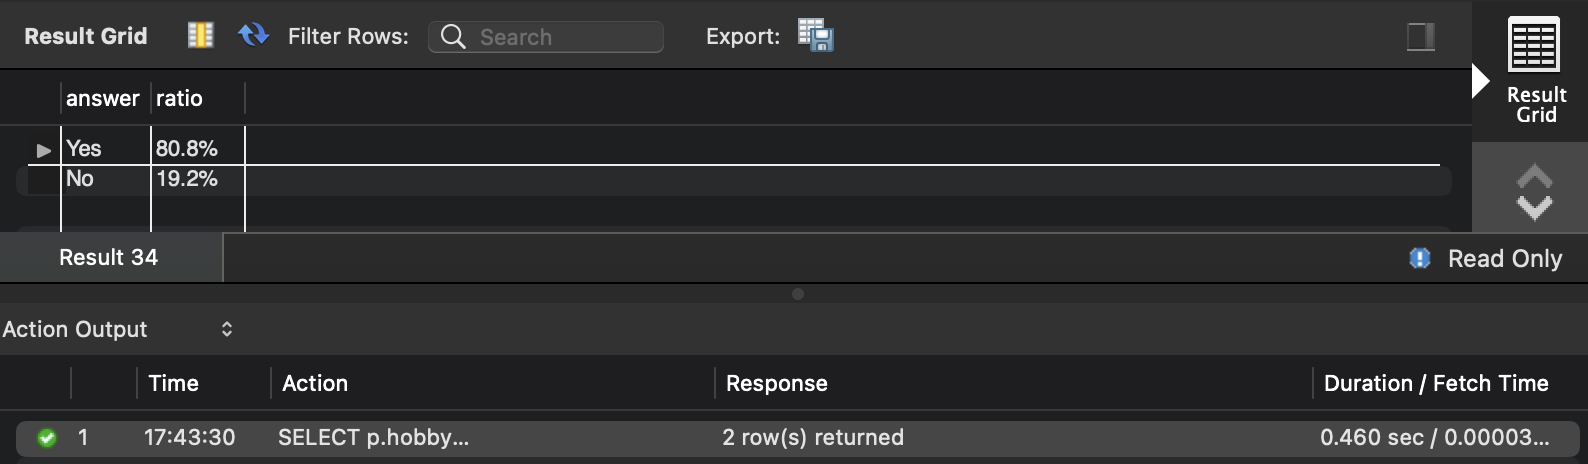 Result Grid Filter Rows: Search Export:
Result
Grid
answer ratio
Yes 80.8%
No 19.2%
Result 34 Read Only
Action Output
Time Action Response Duration / Fetch Time
1 17:43:30 SELECT p.hobby... 2 row(s) returned 0.460 sec / 0.00003...